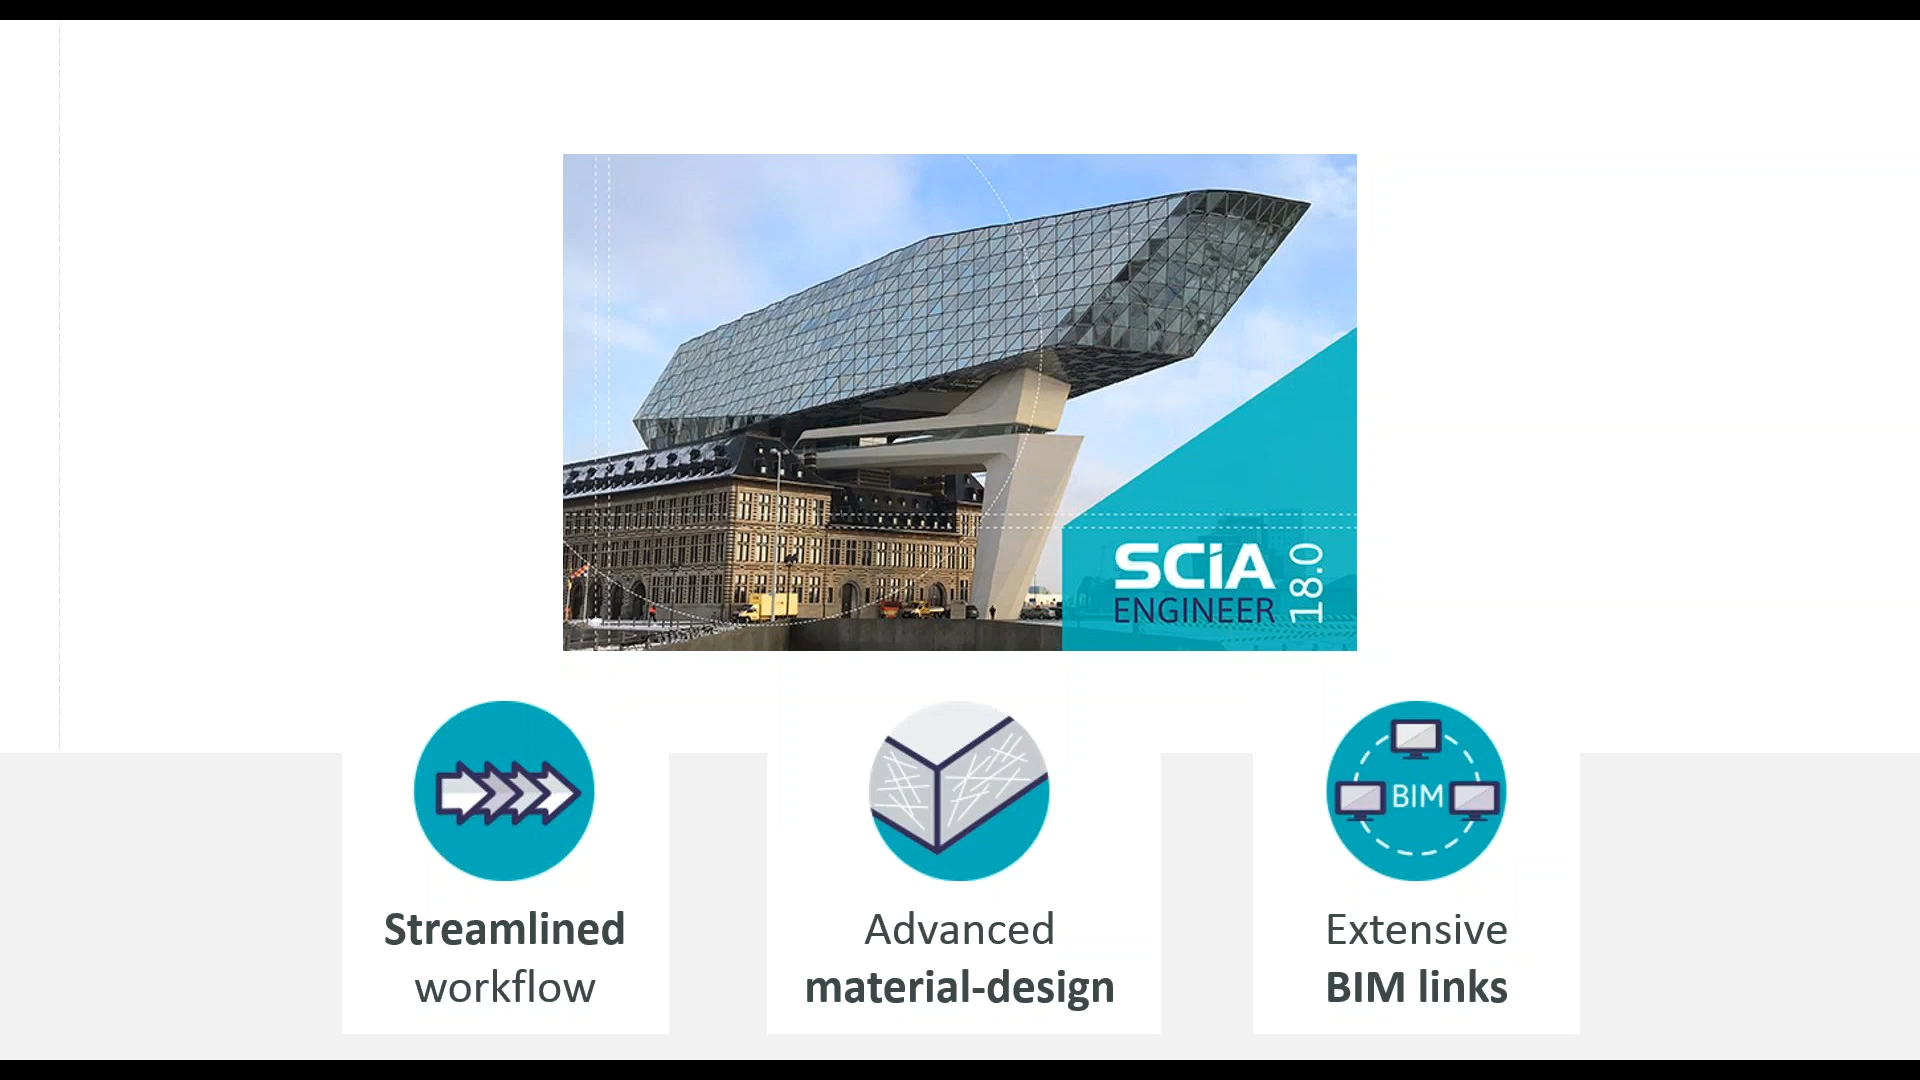 SCiA
ENGINEER
18.0
BIM
Streamlined
workflow
Advanced
material-design
Extensive
BIM links